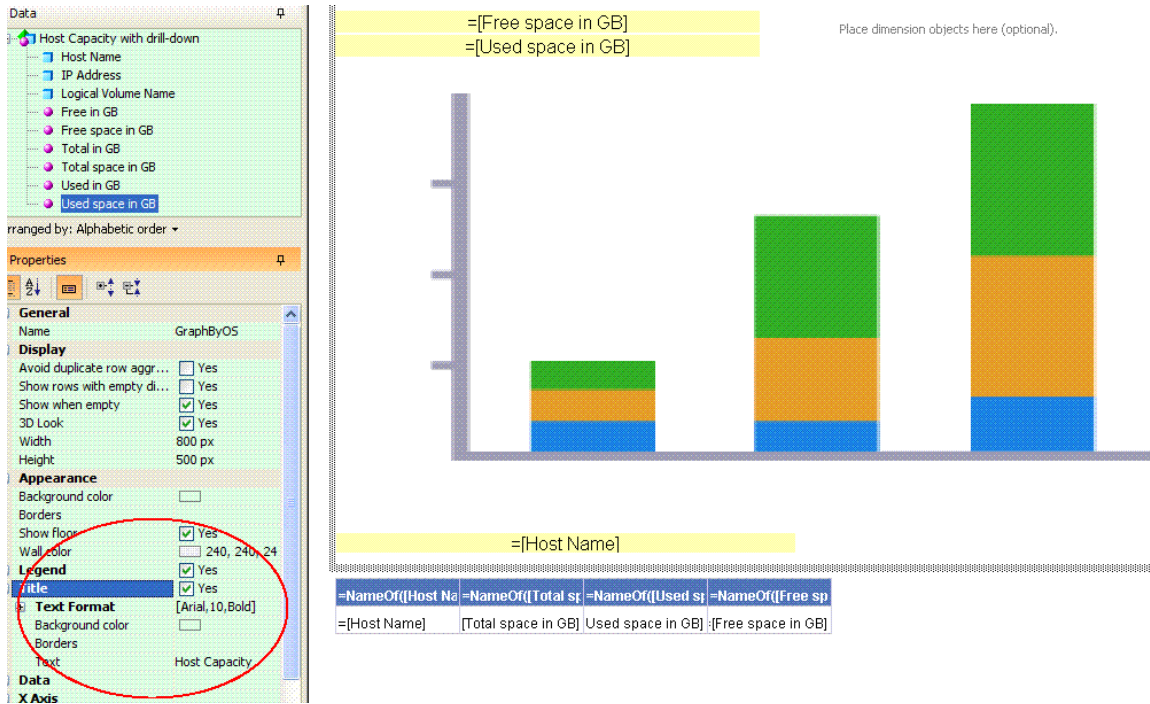 Data
Host Capacity with drill-down
Host Name
IP Address
Logical Volume Name
Free in GB
Free space in GB
Total in GB
Total space in GB
Used in GB
Used space in GB
rranged by: Alphabetic order
Properties
General
Name GraphByOS
Display
Avoid duplicate row aggr... Yes
Show rows with empty di... Yes
Show when empty Yes
3D Look Yes
Width 800 px
Height 500 px
Appearance
Background color
Borders
Show floor Yes
Wall color 240, 240, 24
Legend Yes
Title Yes
Text Format [Arial,10,Bold]
Background color
Borders
Text Host Capacity
Data
X Axis
=[Free space in GB]
=[Used space in GB]
Place dimension objects here (optional).
=[Host Name]
=NameOf([Host Na =NameOf([Total sp =NameOf([Used sp =NameOf([Free sp
=[Host Name] [Total space in GB] Used space in GB] =[Free space in GB]